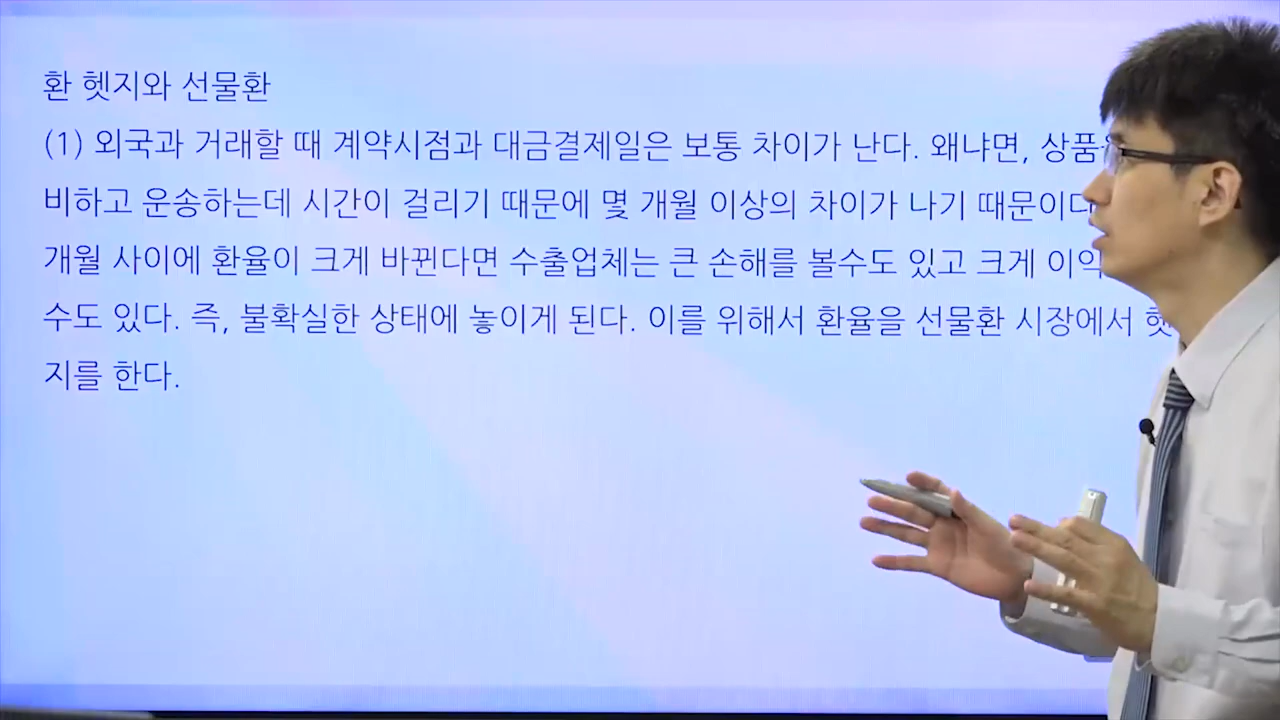 환 헷지와 선물환
(1) 외국과 거래할 때 계약시점과 대금결제일은 보통 차이가 난다. 왜냐면,
비하고 운송하는데 시간이 걸리기 때문에 몇 개월 이상의 차이가 나기 때문이다
개월 사이에 환율이 크게 바뀐다면 수출업체는 큰 손해를 볼수도 있고 크게
수도 있다. 즉, 불확실한 상태에 놓이게 된다. 이를 위해서 환율을 선물환 시장에서 헷
지를 한다.